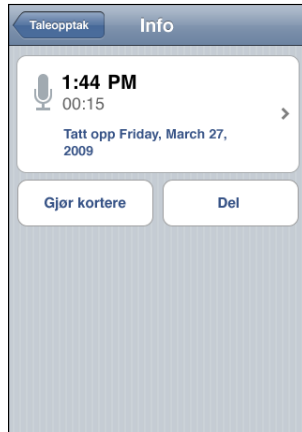 Taleopptak
Info
1:44 PM
00:15
Tatt opp Friday, March 27,
2009
Gjør kortere
Del